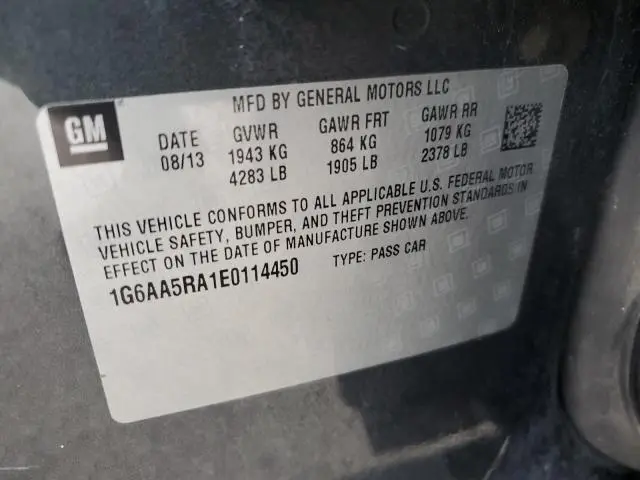 GM
MFD BY GENERAL MOTORS LLC
DATE GVWR GAWR FRT GAWR RR
08/13 1943 KG 864 KG 1079 KG
4283 LB 1905 LB 2378 LB
THIS VEHICLE CONFORMS TO ALL APPLICABLE U.S. FEDERAL MOTOR
VEHICLE SAFETY, BUMPER, AND THEFT PREVENTION STANDARDS IN
EFFECT ON THE DATE OF MANUFACTURE SHOWN ABOVE.
1G6AA5RA1E0114450 TYPE: PASS CAR